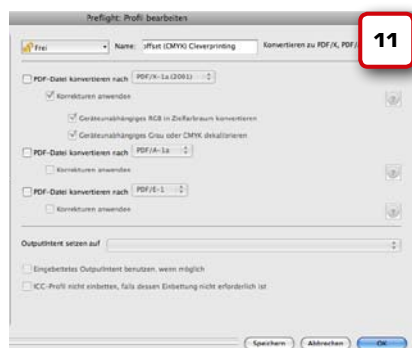 Preflight: Profil bearbeiten
11
Frei Name: offset (CMYK) Cleverprinting Konvertieren zu PDF/X, PDF/
PDF-Datei konvertieren nach PDF/X-1a (2001)
Korrekturen anwenden
Geräteunabhängiges RGB in Zielfarbraum konvertieren
Geräteunabhängiges Grau oder CMYK dekalibrieren
PDF-Datei konvertieren nach PDF/A-1a
Korrekturen anwenden
PDF-Datei konvertieren nach PDF/E-1
Korrekturen anwenden
OutputIntent setzen auf
Eingebettetes OutputIntent benutzen, wenn möglich
ICC-Profil nicht einbetten, falls dessen Einbettung nicht erforderlich ist
Speichern Abbrechen OK